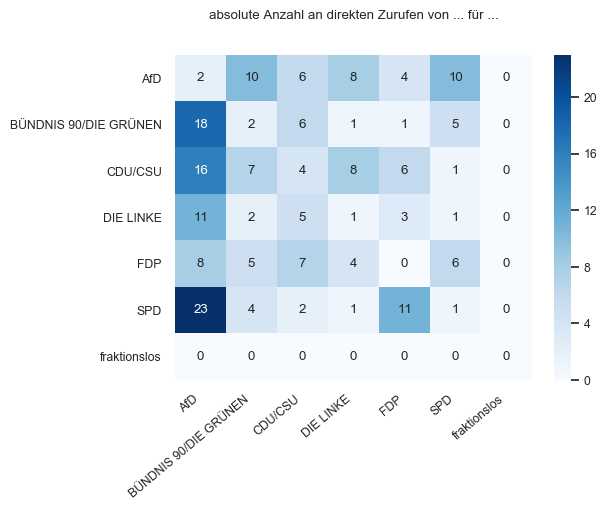 absolute Anzahl an direkten Zurufen von ... für ...
AfD 2 10 6 8 4 10 0
BÜNDNIS 90/DIE GRÜNEN 18 2 6 1 1 5 0
CDU/CSU 16 7 4 8 6 1 0
DIE LINKE 11 2 5 1 3 1 0
FDP 8 5 7 4 0 6 0
SPD 23 4 2 1 11 1 0
fraktionslos 0 0 0 0 0 0 0
AfD
BÜNDNIS 90/DIE GRÜNEN
CDU/CSU
DIE LINKE
FDP
SPD
fraktionslos
20
16
12
8
4
0